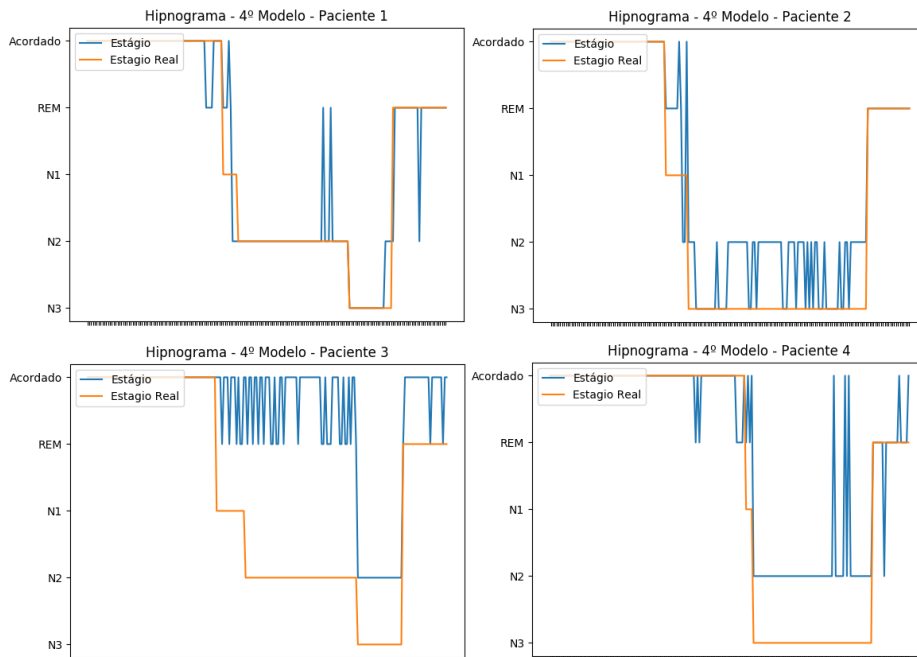 Hipnograma - 4º Modelo - Paciente 1
Acordado
REM
N1
N2
N3
Estágio
Estagio Real
Hipnograma - 4º Modelo - Paciente 2
Acordado
REM
N1
N2
N3
Estágio
Estagio Real
Hipnograma - 4º Modelo - Paciente 3
Acordado
REM
N1
N2
N3
Estágio
Estagio Real
Hipnograma - 4º Modelo - Paciente 4
Acordado
REM
N1
N2
N3
Estágio
Estagio Real